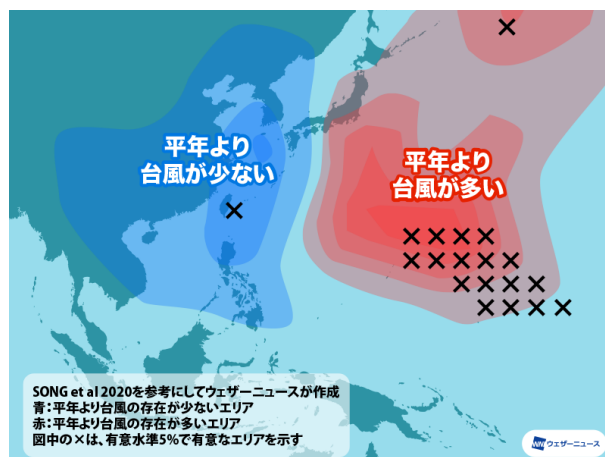 平年より
台風が少ない
平年より
台風が多い
SONG et al 2020を参考にしてウェザーニュースが作成
青:平年より台風の存在が少ないエリア
赤:平年より台風の存在が多いエリア
図中の×は、有意水準5%で有意なエリアを示す
WN ウェザーニュース